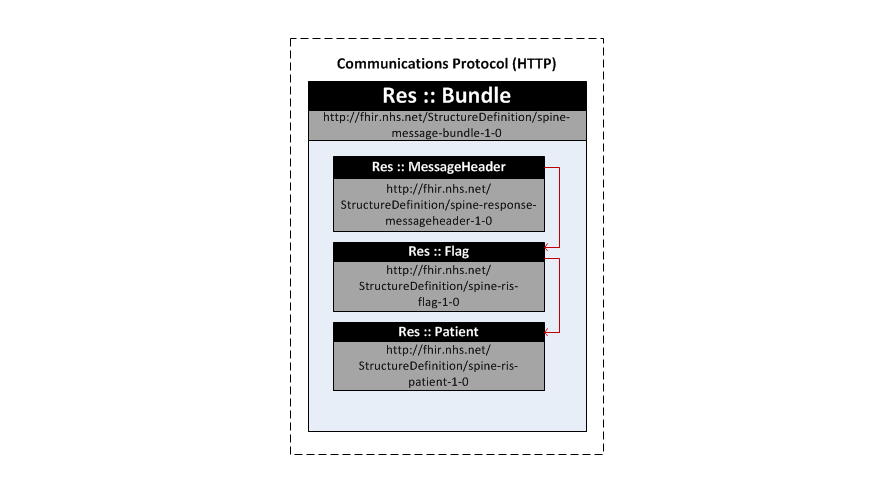 Communications Protocol (HTTP)
Res :: Bundle
http://fhir.nhs.net/StructureDefinition/spine-
message-bundle-1-0
Res :: MessageHeader
http://fhir.nhs.net/
StructureDefinition/spine-response-
messageheader-1-0
Res :: Flag
http://fhir.nhs.net/
StructureDefinition/spine-ris-
flag-1-0
Res :: Patient
http://fhir.nhs.net/
StructureDefinition/spine-ris-
patient-1-0